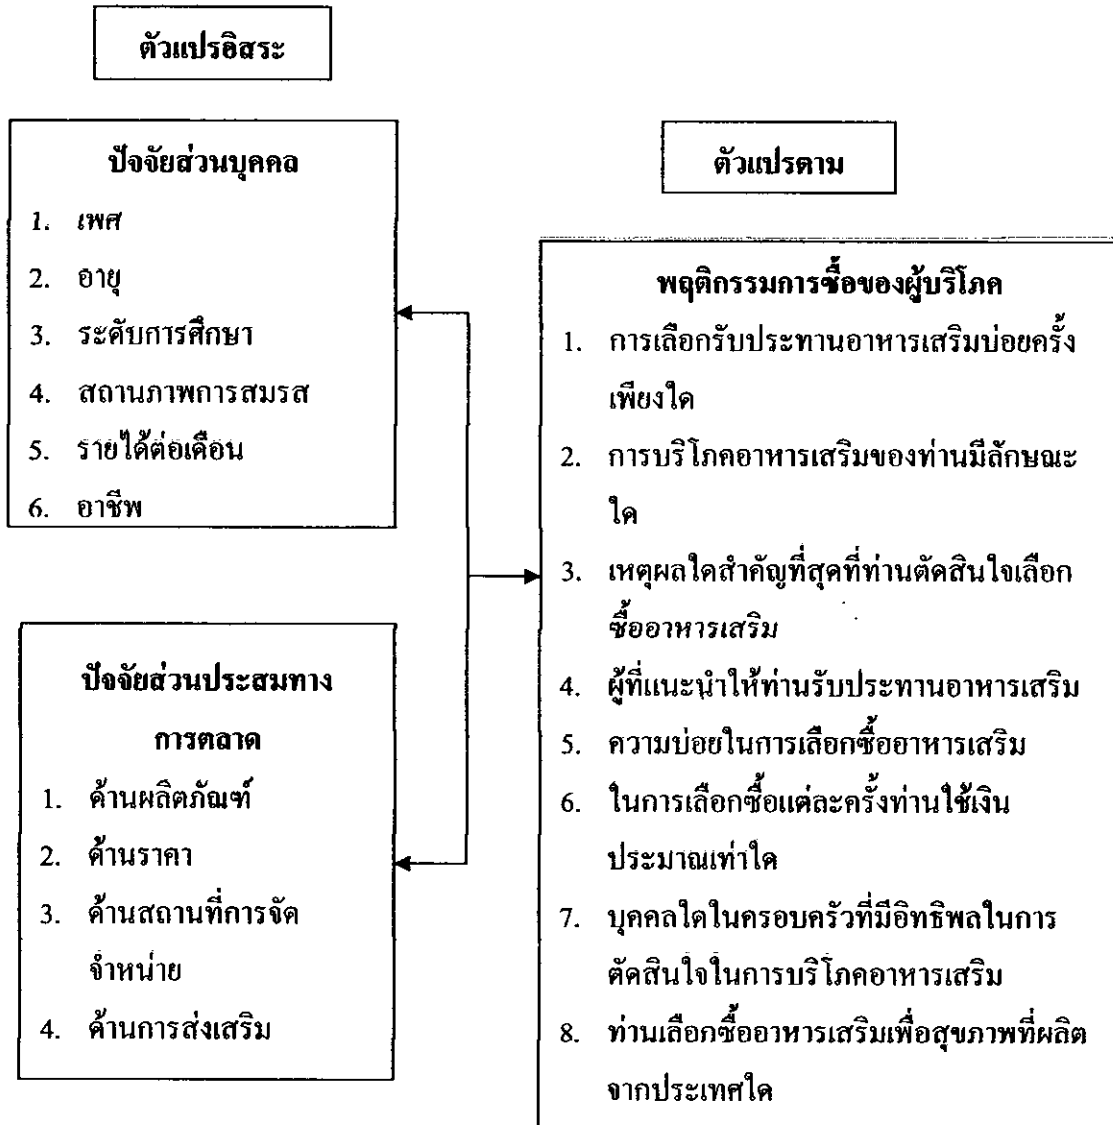 ตัวแปรอิสระ
ปัจจัยส่วนบุคคล
1. เพศ
2. อายุ
3. ระดับการศึกษา
4. สถานภาพการสมรส
5. รายได้ต่อเดือน
6. อาชีพ
ปัจจัยส่วนประสมทาง
การตลาด
1. ด้านผลิตภัณฑ์
2. ด้านราคา
3. ด้านสถานที่การจัด
จำหน่าย
4. ด้านการส่งเสริม
ตัวแปรตาม
พฤติกรรมการซื้อของผู้บริโภค
1. การเลือกรับประทานอาหารเสริมบ่อยครั้ง
เพียงใด
2. การบริโภคอาหารเสริมของท่านมีลักษณะ
ใด
3. เหตุผลใดสำคัญที่สุดที่ท่านตัดสินใจเลือก
ซื้ออาหารเสริม
4. ผู้ที่แนะนำให้ท่านรับประทานอาหารเสริม
5. ความบ่อยในการเลือกซื้ออาหารเสริม
6. ในการเลือกซื้อแต่ละครั้งท่านใช้เงิน
ประมาณเท่าใด
7. บุคคลใดในครอบครัวที่มีอิทธิพลในการ
ตัดสินใจในการบริโภคอาหารเสริม
8. ท่านเลือกซื้ออาหารเสริมเพื่อสุขภาพที่ผลิต
จากประเทศใด